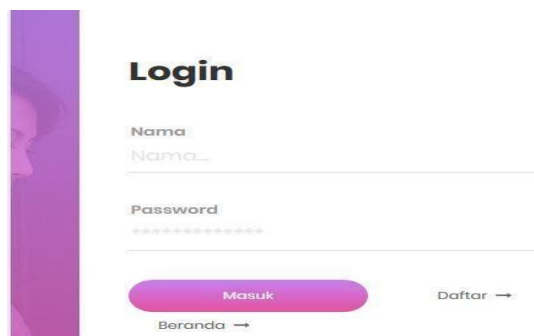 Login
Nama
Nama...
Password
*************
Masuk
Daftar →
Beranda →